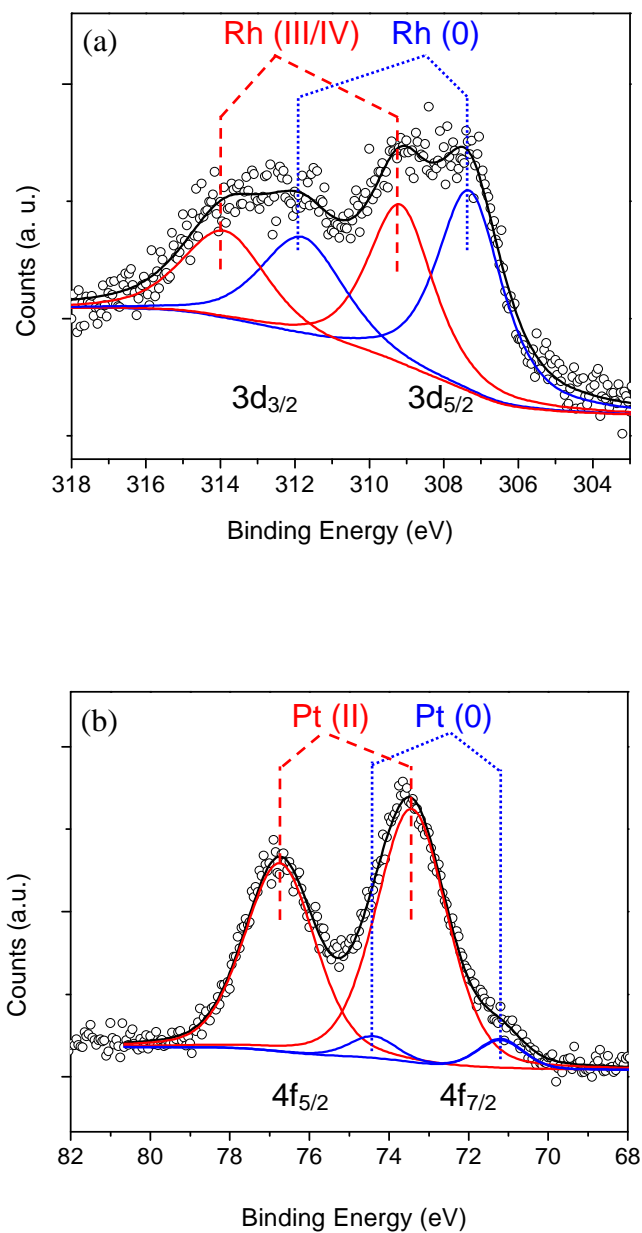 (a)
Rh (III/IV) Rh (0)
Counts (a. u.)
3d3/2 3d5/2
318 316 314 312 310 308 306 304
Binding Energy (eV)
(b)
Pt (II) Pt (0)
Counts (a.u.)
4f5/2 4f7/2
82 80 78 76 74 72 70 68
Binding Energy (eV)